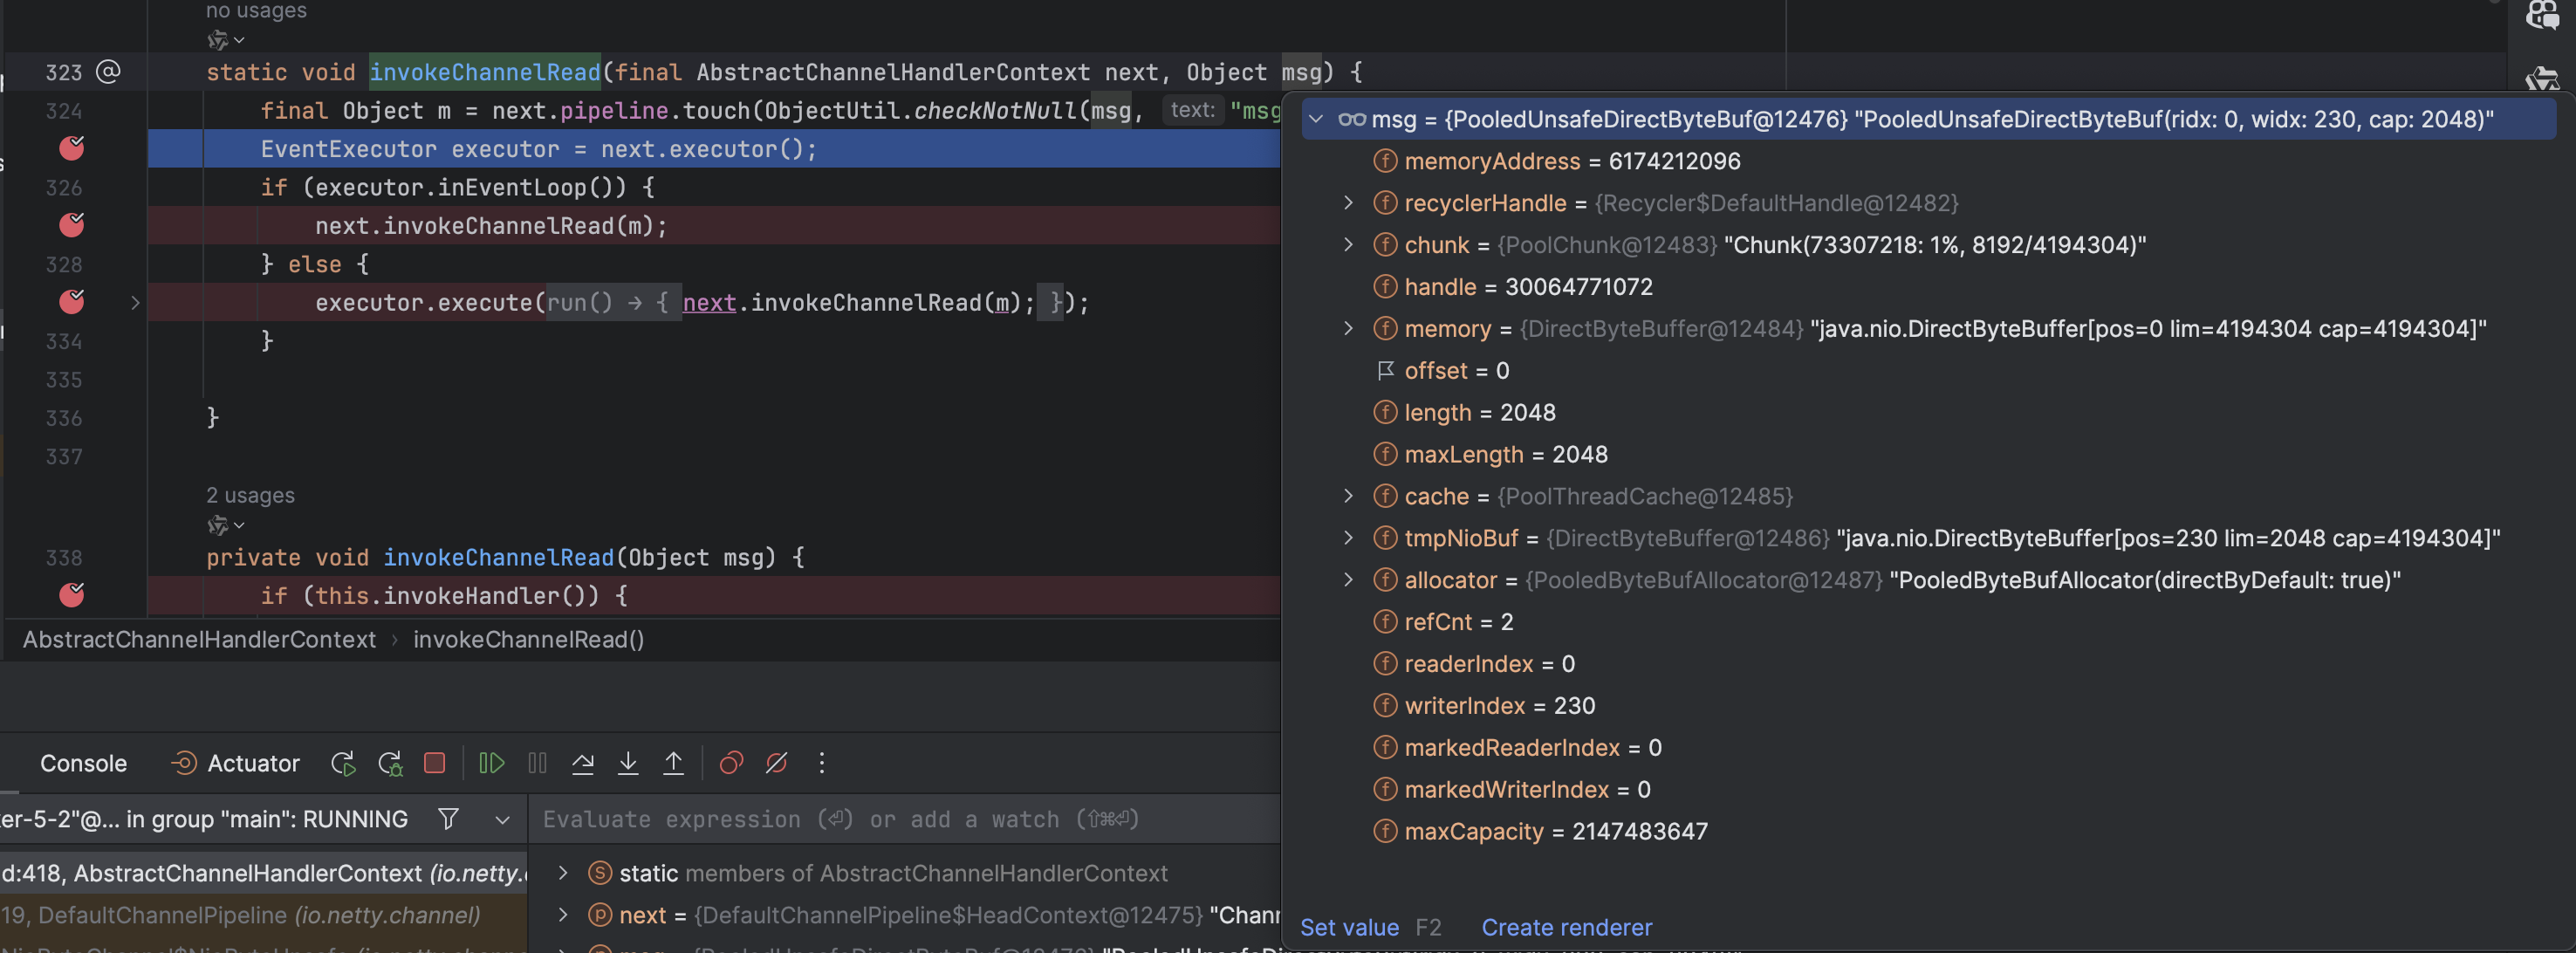 no usages
323 @ static void invokeChannelRead(final AbstractChannelHandlerContext next, Object msg) {
324 final Object m = next.pipeline.touch(ObjectUtil.checkNotNull(msg, text: "msg
EventExecutor executor = next.executor();
326 if (executor.inEventLoop()) {
next.invokeChannelRead(m);
328 } else {
executor.execute(run() → { next.invokeChannelRead(m); });
334 }
335
336 }
337
2 usages
338 private void invokeChannelRead(Object msg) {
if (this.invokeHandler()) {
AbstractChannelHandlerContext › invokeChannelRead()
msg = {PooledUnsafeDirectByteBuf@12476} "PooledUnsafeDirectByteBuf(ridx: 0, widx: 230, cap: 2048)"
memoryAddress = 6174212096
recyclerHandle = {Recycler$DefaultHandle@12482}
chunk = {PoolChunk@12483} "Chunk(73307218: 1%, 8192/4194304)"
handle = 30064771072
memory = {DirectByteBuffer@12484} "java.nio.DirectByteBuffer[pos=0 lim=4194304 cap=4194304]"
offset = 0
length = 2048
maxLength = 2048
cache = {PoolThreadCache@12485}
tmpNioBuf = {DirectByteBuffer@12486} "java.nio.DirectByteBuffer[pos=230 lim=2048 cap=4194304]"
allocator = {PooledByteBufAllocator@12487} "PooledByteBufAllocator(directByDefault: true)"
refCnt = 2
readerIndex = 0
writerIndex = 230
markedReaderIndex = 0
markedWriterIndex = 0
maxCapacity = 2147483647
Set value F2 Create renderer
Console Actuator
ker-5-2"@... in group "main": RUNNING
Evaluate expression (⏎) or add a watch (⇧⌘⏎)
d:418, AbstractChannelHandlerContext (io.netty.
19, DefaultChannelPipeline (io.netty.channel)
static members of AbstractChannelHandlerContext
next = {DefaultChannelPipeline$HeadContext@12475} "Chann